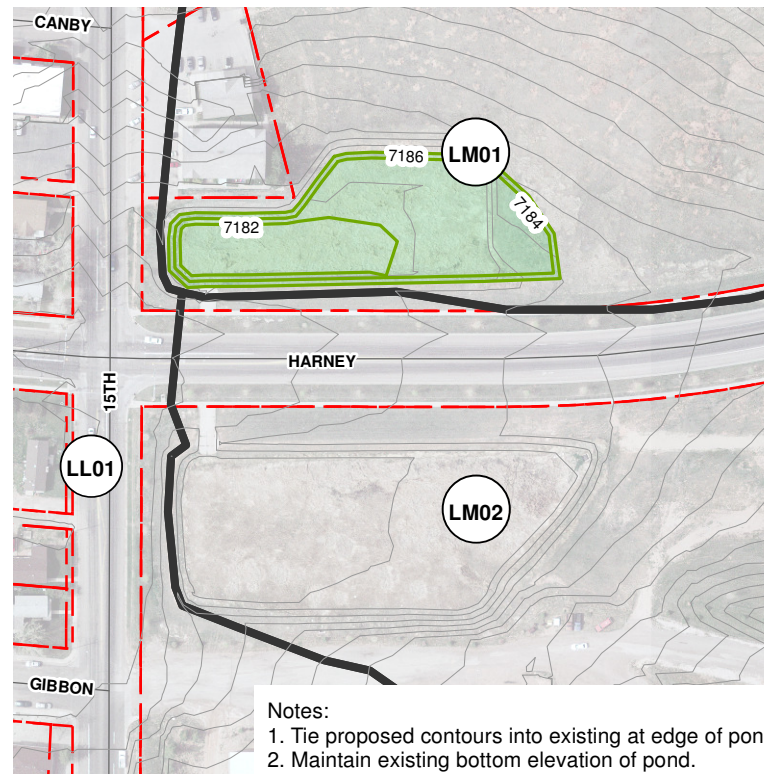 CANBY
LM01
7186
7184
7182
HARNEY
15TH
LL01
LM02
GIBBON
Notes:
1. Tie proposed contours into existing at edge of pon
2. Maintain existing bottom elevation of pond.